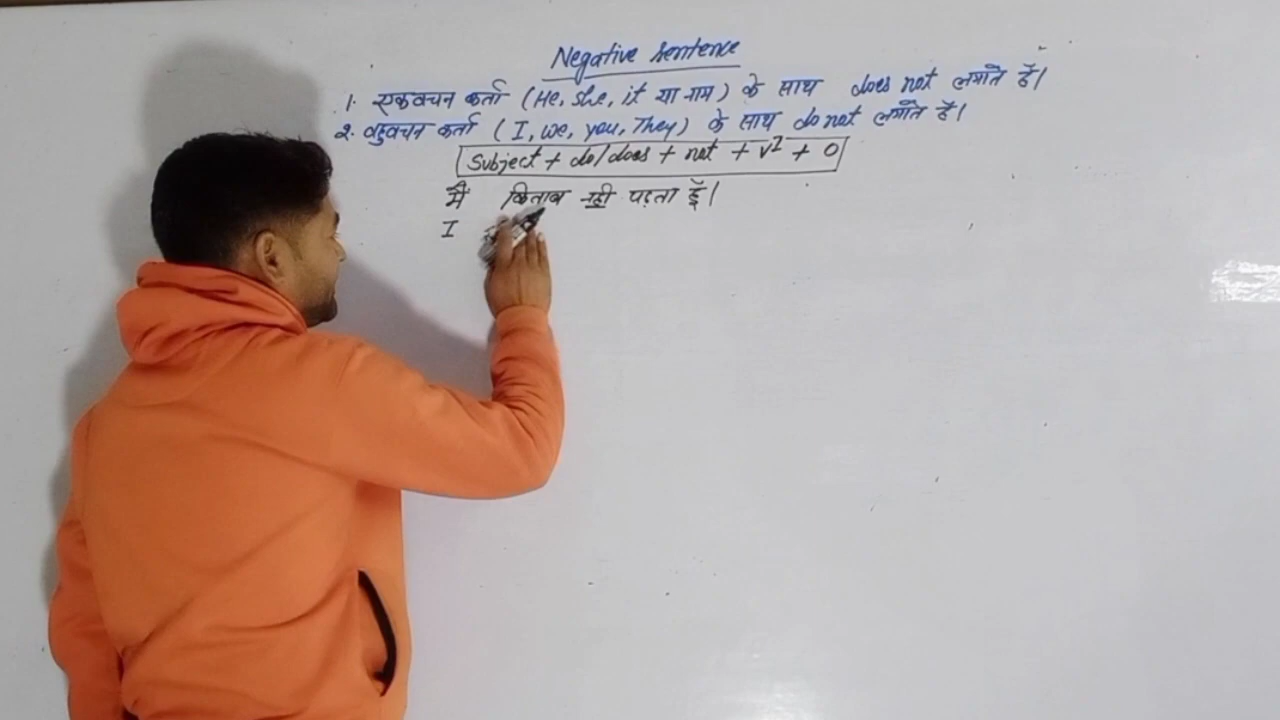 Negative Sentence
1. एकवचन कर्ता (He, She, it या नाम) के साथ does not लगाते हैं।
2. बहुवचन कर्ता (I, we, you, They) के साथ do not लगाते है।
Subject + do/does + not + v1 + O
मैं किताब नही पढ़ता हूँ।
I